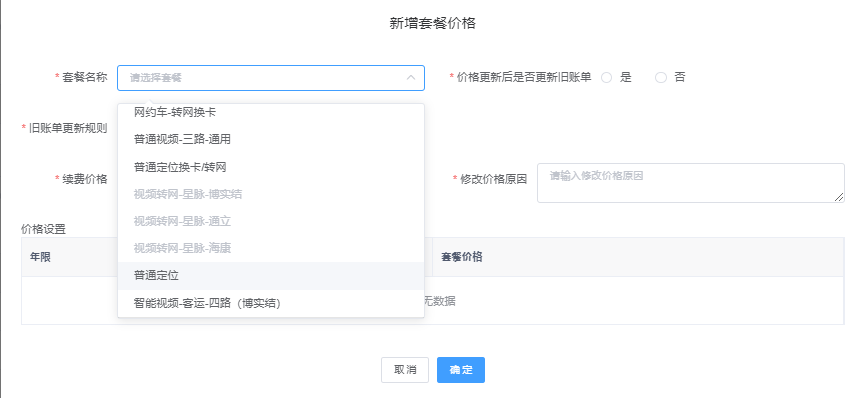 新增套餐价格
* 套餐名称 请选择套餐 * 价格更新后是否更新旧账单 是 否
网约车-转网换卡
* 旧账单更新规则
普通视频-三路-通用
普通定位换卡/转网
* 续费价格
* 修改价格原因 请输入修改价格原因
视频转网-星脉-博实结
视频转网-星脉-通立
视频转网-星脉-海康
价格设置
年限 套餐价格
普通定位
智能视频-客运-四路（博实结）
无数据
取消 确定